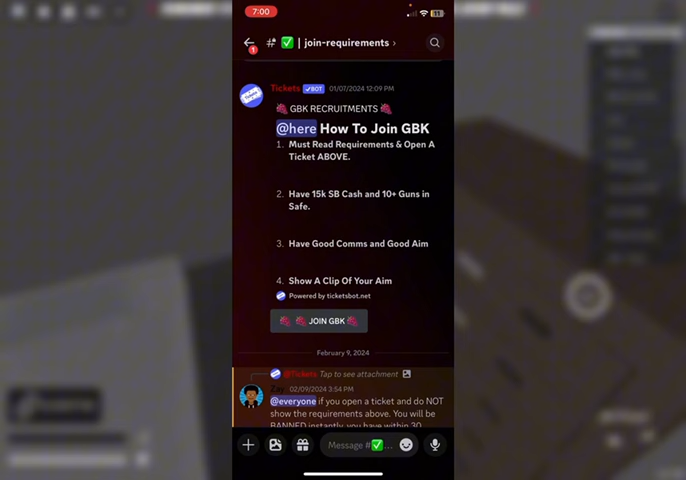 7:00
11
1
# ✅ | join-requirements ›
Tickets ✓BOT 01/07/2024 12:09 PM
🍇 GBK RECRUITMENTS 🍇
@here How To Join GBK
1. Must Read Requirements & Open A
Ticket ABOVE.
2. Have 15k SB Cash and 10+ Guns in
Safe.
3. Have Good Comms and Good Aim
4. Show A Clip Of Your Aim
Powered by ticketsbot.net
🍇 🍇 JOIN GBK 🍇
February 9, 2024
@Tickets Tap to see attachment
Zay 02/09/2024 3:54 PM
@everyone if you open a ticket and do NOT
show the requirements above. You will be
BANNED instantly, you have within 30
Message #✅...